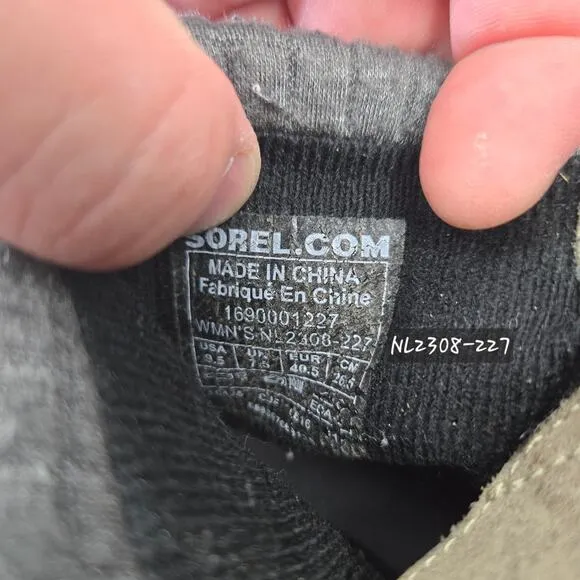 SOREL.COM
MADE IN CHINA
Fabriqué En Chine
1690001227
WMN'S-NL2308-227
NL2308-227
USA UK EUR CM
9.5 7.5 40.5 26.5